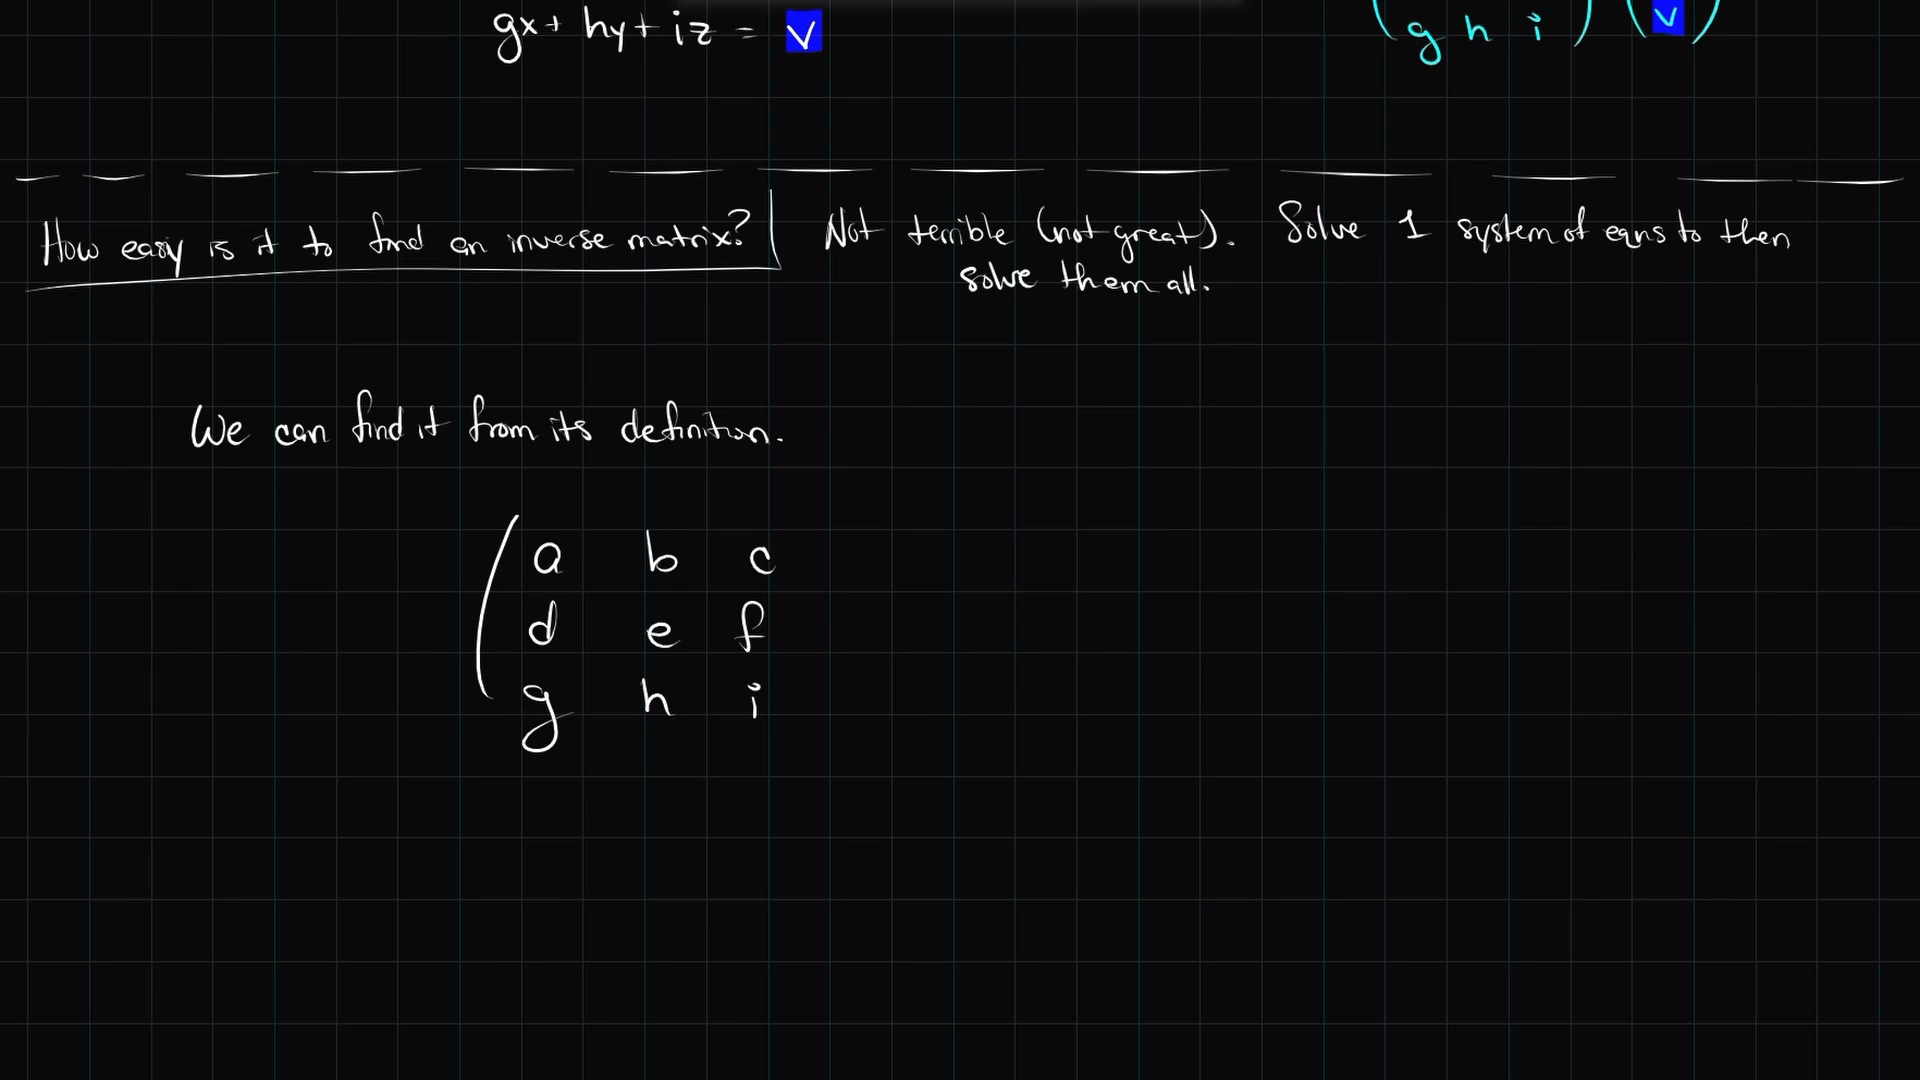 gx + hy + iz = v
g h i v
How easy is it to find an inverse matrix? Not terrible (not great). Solve 1 system of eqns to then
solve them all.
We can find it from its definition.
a b c
d e f
g h i